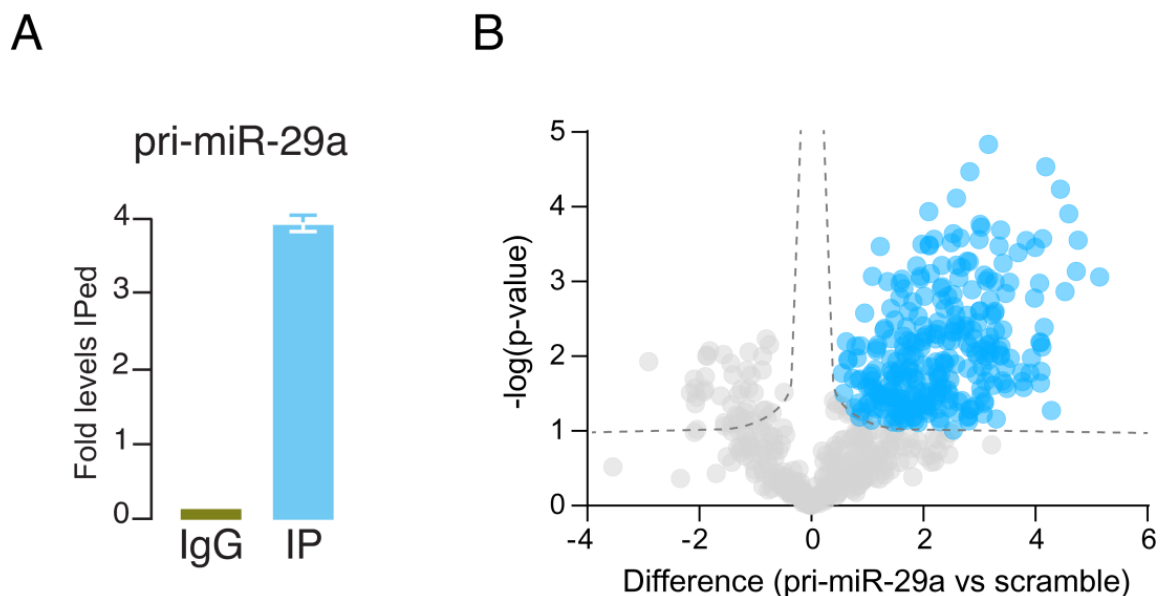 A
pri-miR-29a
Fold levels IPed
4
3
2
1
0
IgG IP
B
-log(p-value)
5
4
3
2
1
0
-4 -2 0 2 4 6
Difference (pri-miR-29a vs scramble)